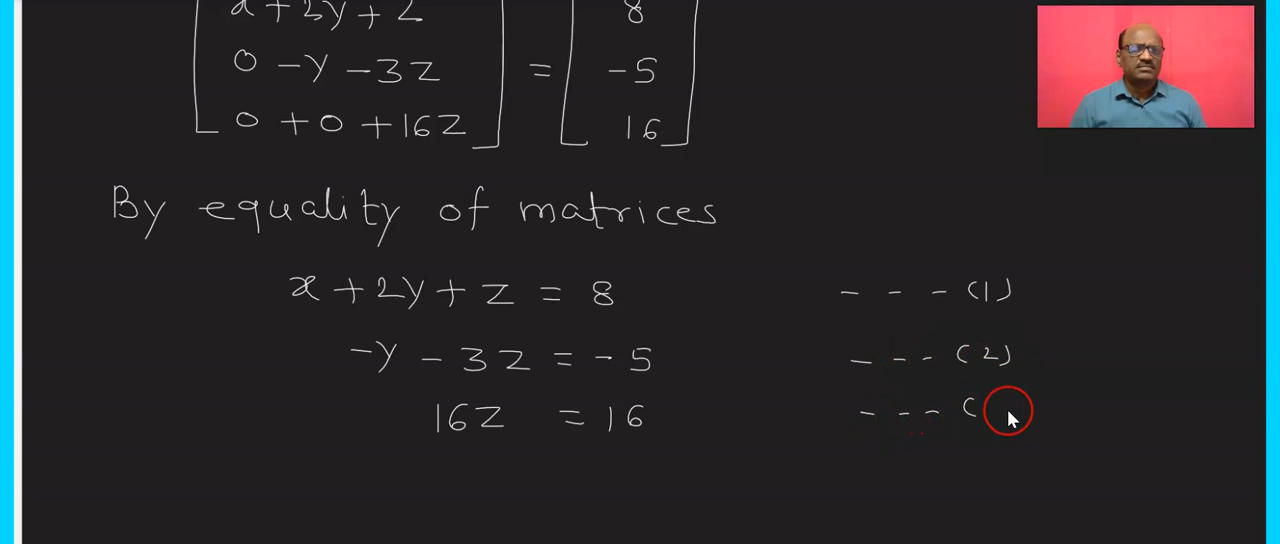 x + 2y + z 8
0 - y - 3z = - 5
0 + 0 + 16z 16
By equality of matrices
x + 2y + z = 8 - - - (1)
-y - 3z = - 5 - - - (2)
16z = 16 - - - (